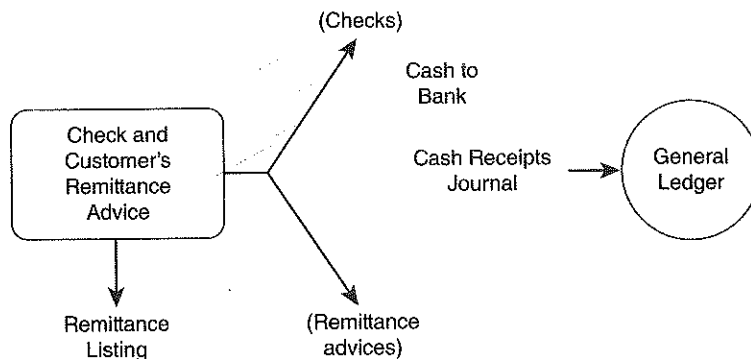 (Checks)
Cash to
Bank
Check and
Customer's
Remittance
Advice
Cash Receipts
Journal
General
Ledger
Remittance
Listing
(Remittance
advices)